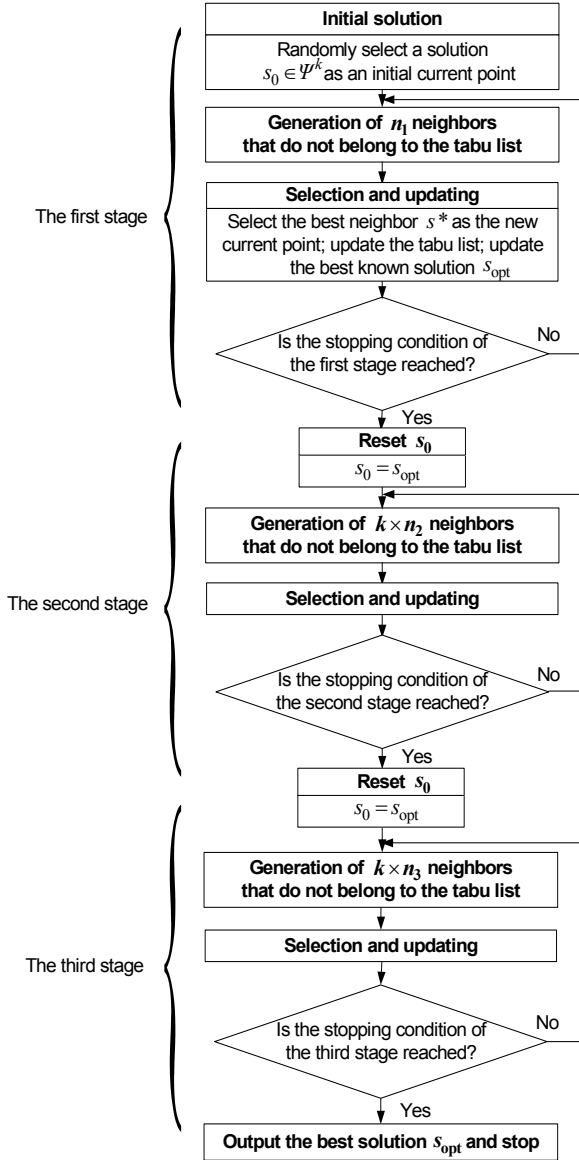 Initial solution
Randomly select a solution
s₀ ∈ Ψᵏ as an initial current point
Generation of n₁ neighbors
that do not belong to the tabu list
The first stage
Selection and updating
Select the best neighbor s* as the new
current point; update the tabu list; update
the best known solution s_opt
Is the stopping condition of
the first stage reached?
No
Yes
Reset s₀
s₀ = s_opt
Generation of k × n₂ neighbors
that do not belong to the tabu list
The second stage
Selection and updating
Is the stopping condition of
the second stage reached?
No
Yes
Reset s₀
s₀ = s_opt
Generation of k × n₃ neighbors
that do not belong to the tabu list
The third stage
Selection and updating
Is the stopping condition of
the third stage reached?
No
Yes
Output the best solution s_opt and stop